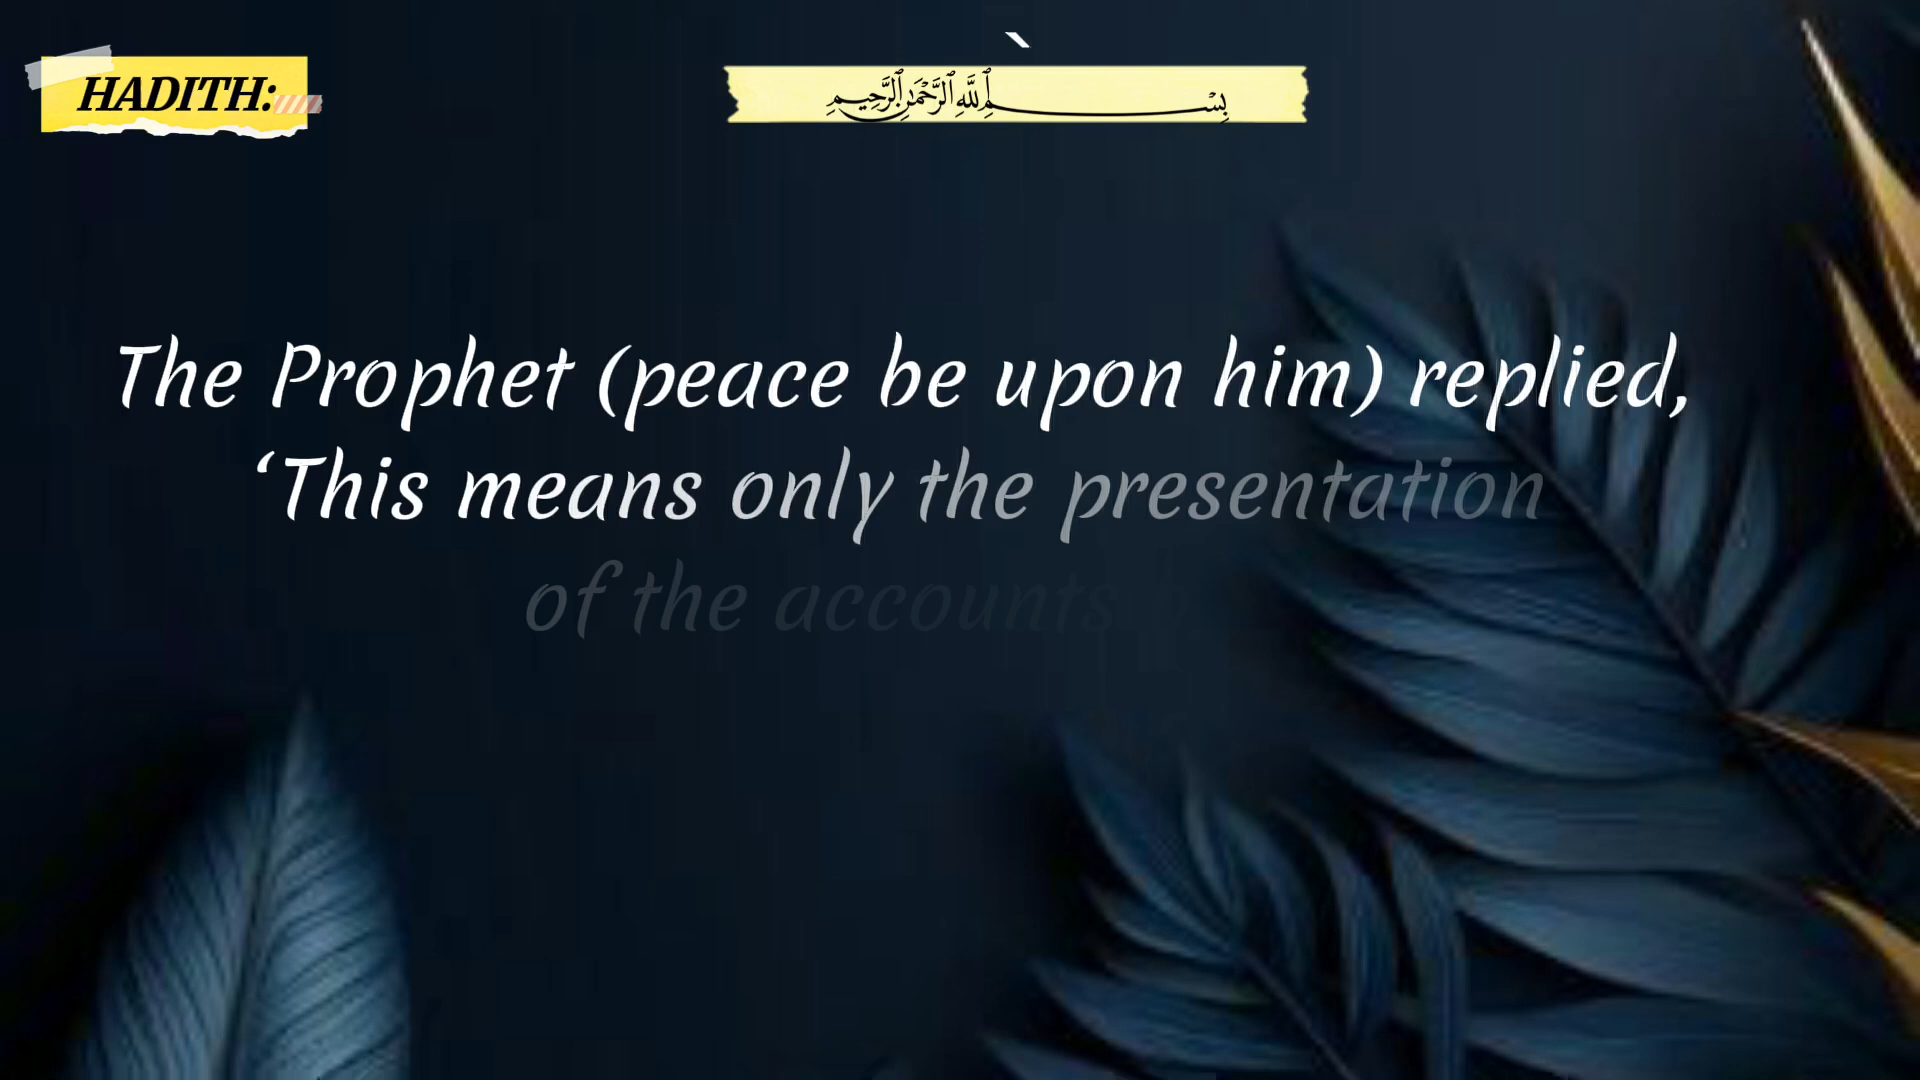 HADITH:
`
بِسْمِ ٱللَّهِ ٱلرَّحْمَٰنِ ٱلرَّحِيمِ
The Prophet (peace be upon him) replied,
‘This means only the presentation
of the accounts